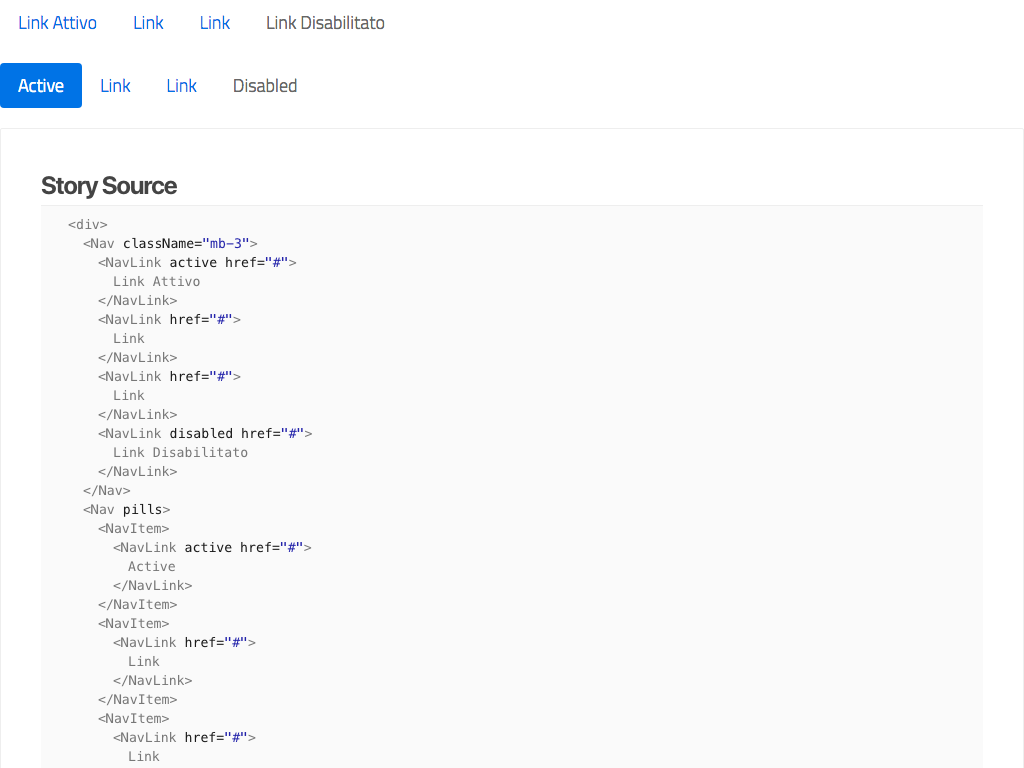 Link Attivo Link Link Link Disabilitato
Active Link Link Disabled
Story Source
<div>
<Nav className="mb-3">
<NavLink active href="#">
Link Attivo
</NavLink>
<NavLink href="#">
Link
</NavLink>
<NavLink href="#">
Link
</NavLink>
<NavLink disabled href="#">
Link Disabilitato
</NavLink>
</Nav>
<Nav pills>
<NavItem>
<NavLink active href="#">
Active
</NavLink>
</NavItem>
<NavItem>
<NavLink href="#">
Link
</NavLink>
</NavItem>
<NavItem>
<NavLink href="#">
Link